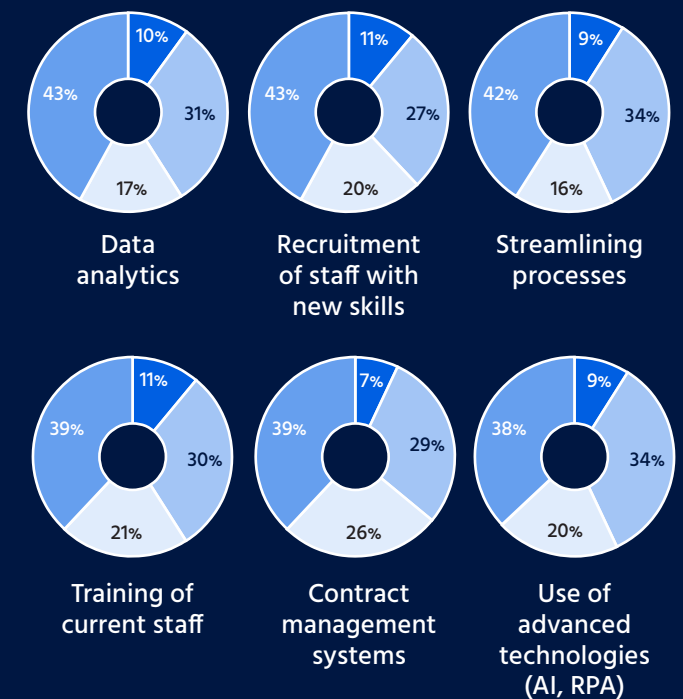 10%
43%
31%
17%
Data
analytics
11%
43%
27%
20%
Recruitment
of staff with
new skills
9%
42%
34%
16%
Streamlining
processes
11%
39%
30%
21%
Training of
current staff
7%
39%
29%
26%
Contract
management
systems
9%
38%
34%
20%
Use of
advanced
technologies
(AI, RPA)